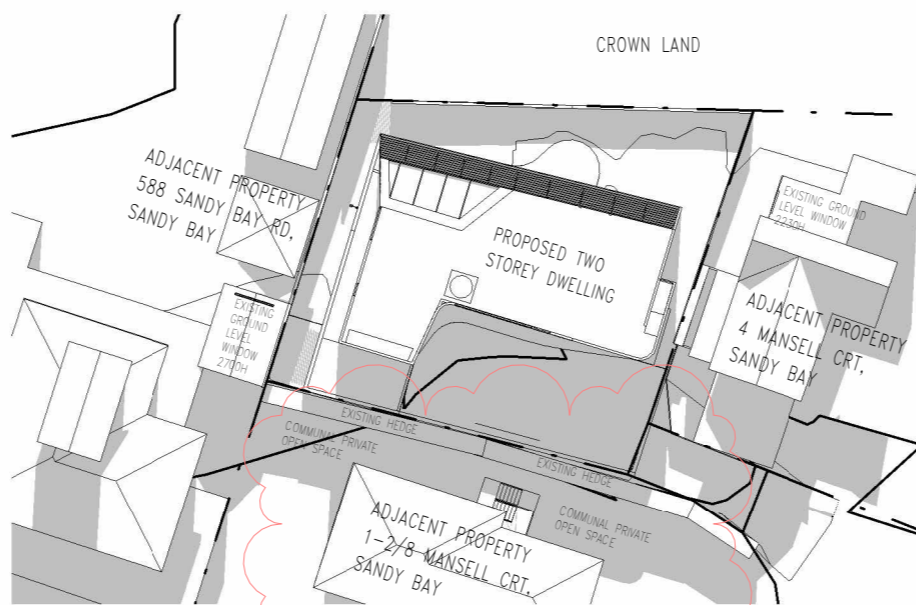 CROWN LAND
ADJACENT PROPERTY
588 SANDY BAY RD,
SANDY BAY
EXISTING GROUND
LEVEL WINDOW
2230H
PROPOSED TWO
STOREY DWELLING
EXISTING
GROUND
LEVEL
WINDOW
2700H
ADJACENT PROPERTY
4 MANSELL CRT,
SANDY BAY
EXISTING HEDGE
COMMUNAL PRIVATE
OPEN SPACE
EXISTING HEDGE
COMMUNAL PRIVATE
OPEN SPACE
ADJACENT PROPERTY
1-2/8 MANSELL CRT,
SANDY BAY